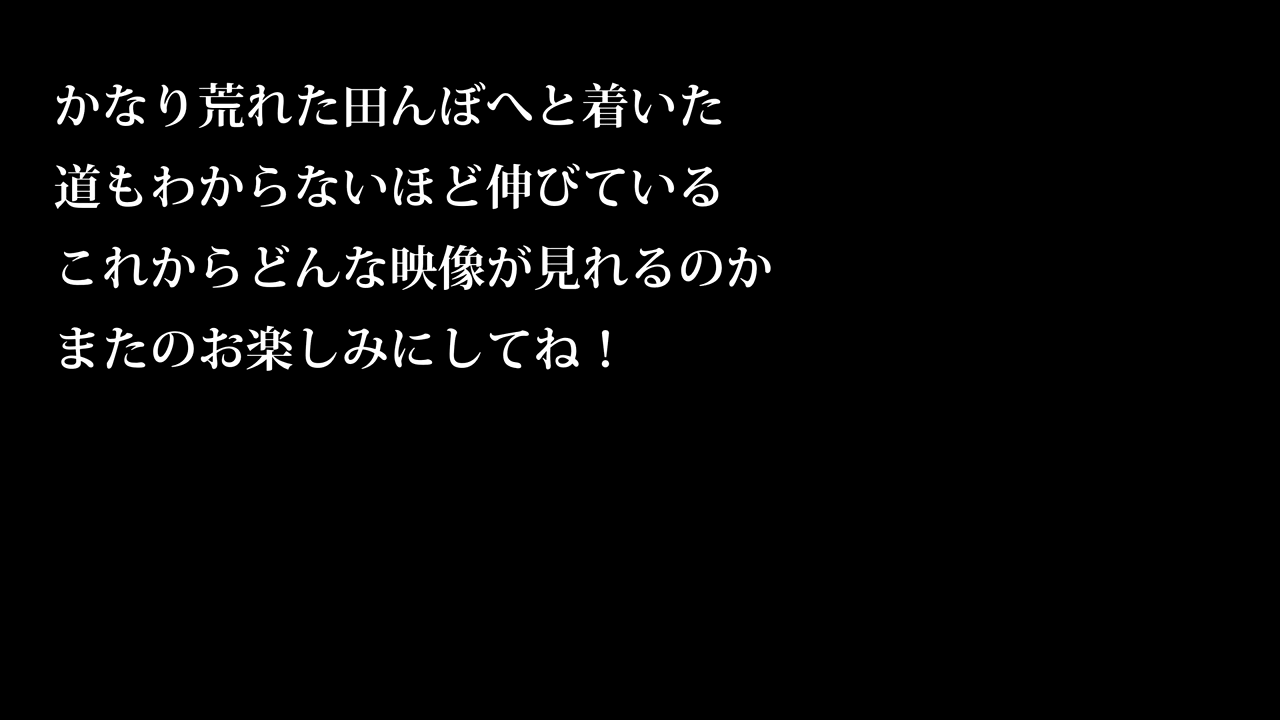 かなり荒れた田んぼへと着いた
道もわからないほど伸びている
これからどんな映像が見れるのか
またのお楽しみにしてね！